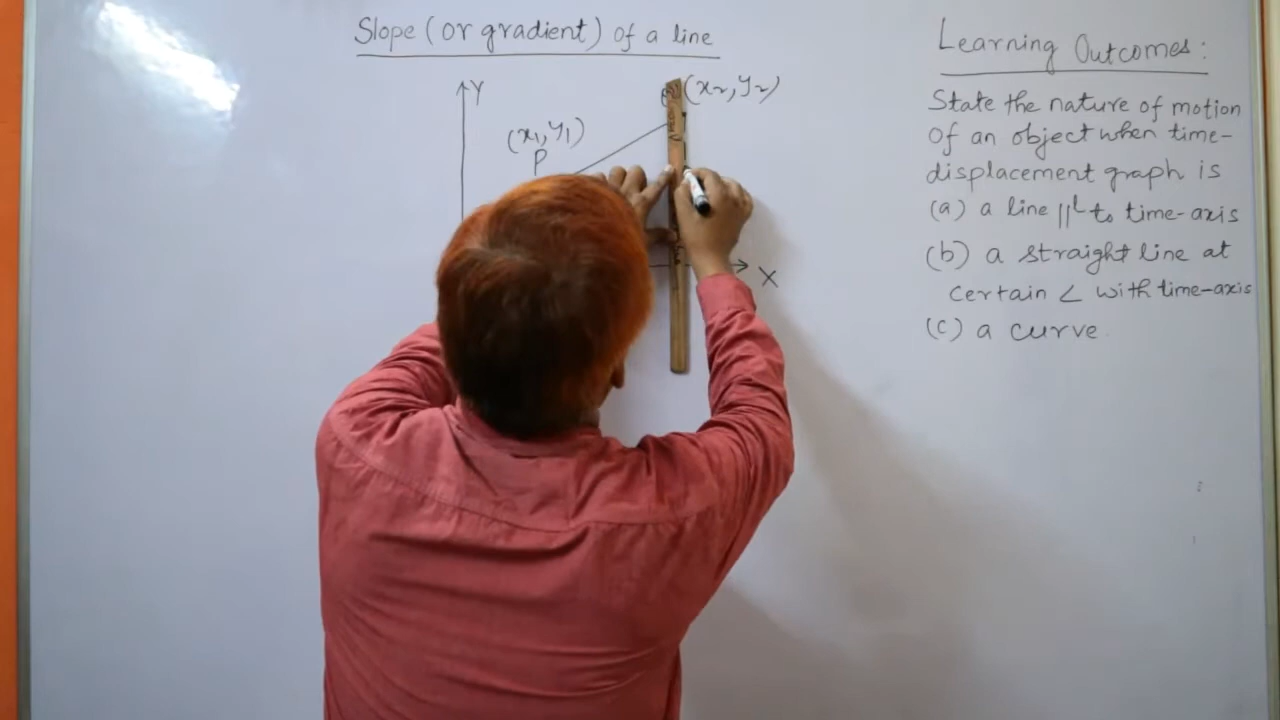 Slope (or gradient) of a line
Y
(x₂, y₂)
(x₁, y₁)
P
X
Learning Outcomes:
State the nature of motion
Of an object when time-
displacement graph is
(a) a line ||ᴸ to time-axis
(b) a straight line at
certain ∠ with time-axis
(c) a curve